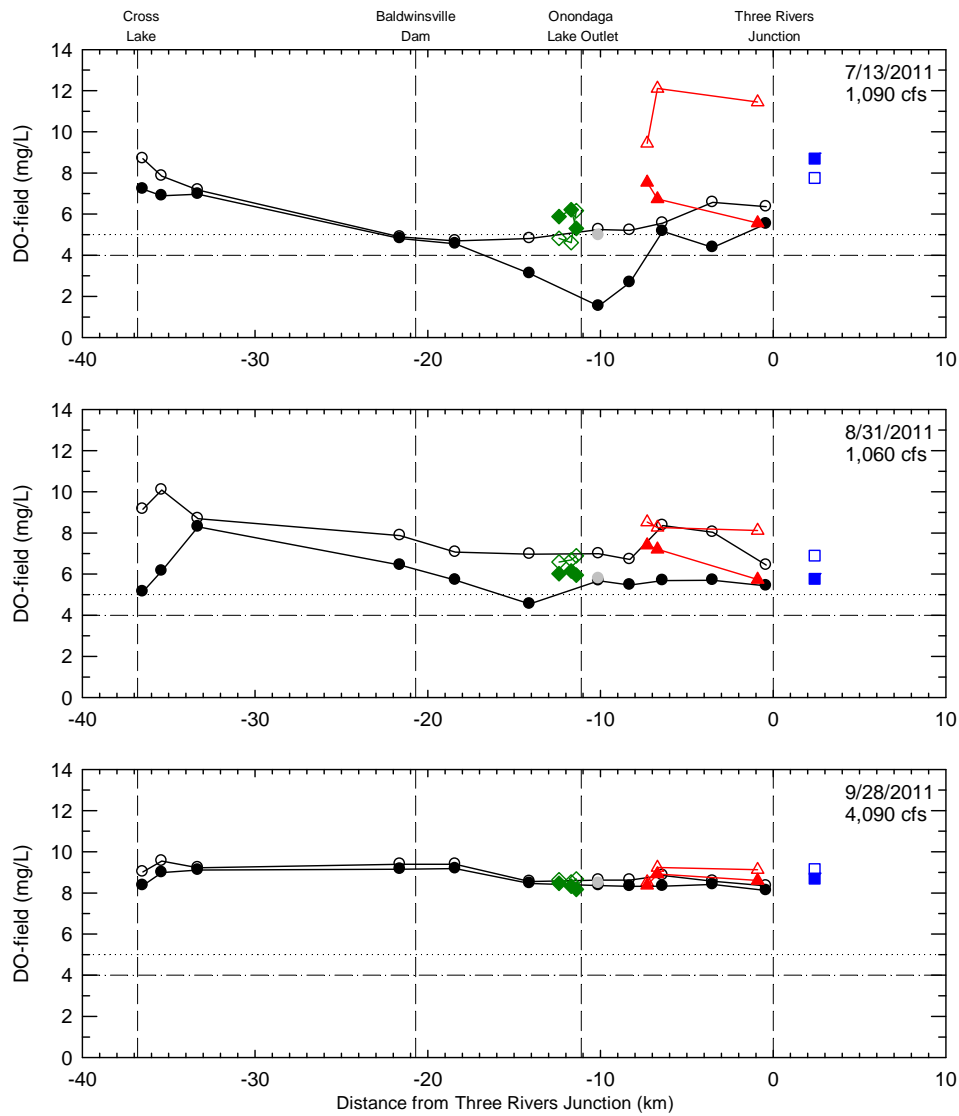 Cross Lake
Baldwinsville Dam
Onondaga Lake Outlet
Three Rivers Junction
14
12
10
8
6
4
2
0
DO-field (mg/L)
7/13/2011
1,090 cfs
-40 -30 -20 -10 0 10
14
12
10
8
6
4
2
0
DO-field (mg/L)
8/31/2011
1,060 cfs
-40 -30 -20 -10 0 10
14
12
10
8
6
4
2
0
DO-field (mg/L)
9/28/2011
4,090 cfs
-40 -30 -20 -10 0 10
Distance from Three Rivers Junction (km)